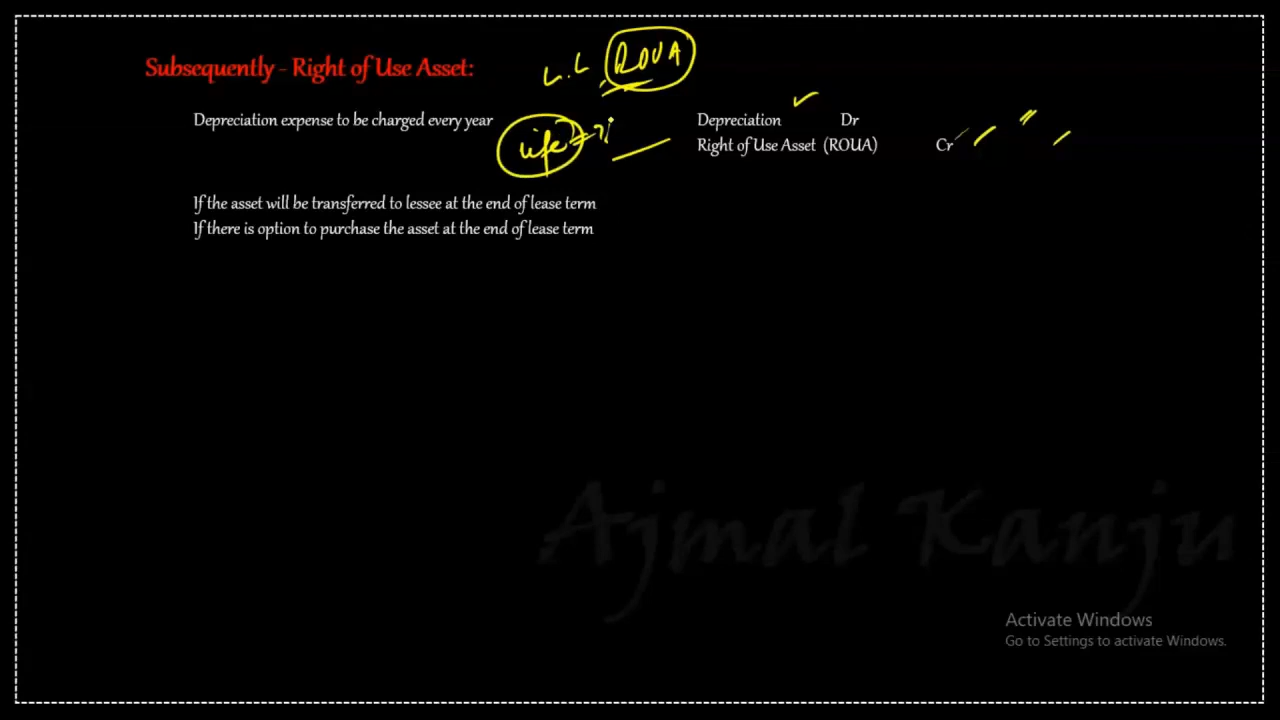 L.L ROUA
Subsequently - Right of Use Asset:
Depreciation expense to be charged every year
life =
Depreciation Dr
Right of Use Asset (ROUA) Cr
If the asset will be transferred to lessee at the end of lease term
If there is option to purchase the asset at the end of lease term
Ajmal Kanju
Activate Windows
Go to Settings to activate Windows.